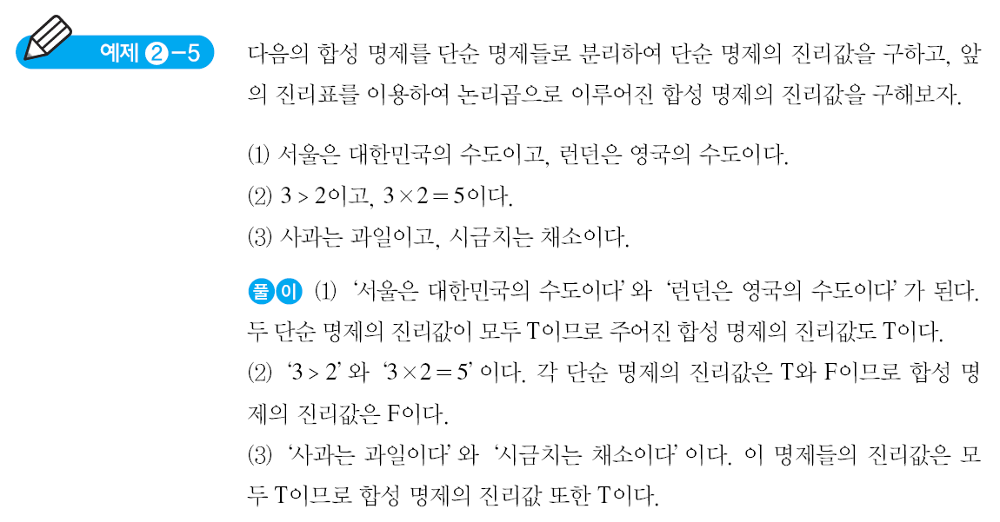 예제 2-5
다음의 합성 명제를 단순 명제들로 분리하여 단순 명제의 진리값을 구하고, 앞
의 진리표를 이용하여 논리곱으로 이루어진 합성 명제의 진리값을 구해보자.
(1) 서울은 대한민국의 수도이고, 런던은 영국의 수도이다.
(2) 3 > 2이고, 3×2 = 5이다.
(3) 사과는 과일이고, 시금치는 채소이다.
풀이 (1) ‘서울은 대한민국의 수도이다’와 ‘런던은 영국의 수도이다’가 된다.
두 단순 명제의 진리값이 모두 T이므로 주어진 합성 명제의 진리값도 T이다.
(2) ‘3 > 2’와 ‘3×2 = 5’이다. 각 단순 명제의 진리값은 T와 F이므로 합성 명
제의 진리값은 F이다.
(3) ‘사과는 과일이다’와 ‘시금치는 채소이다’이다. 이 명제들의 진리값은 모
두 T이므로 합성 명제의 진리값 또한 T이다.